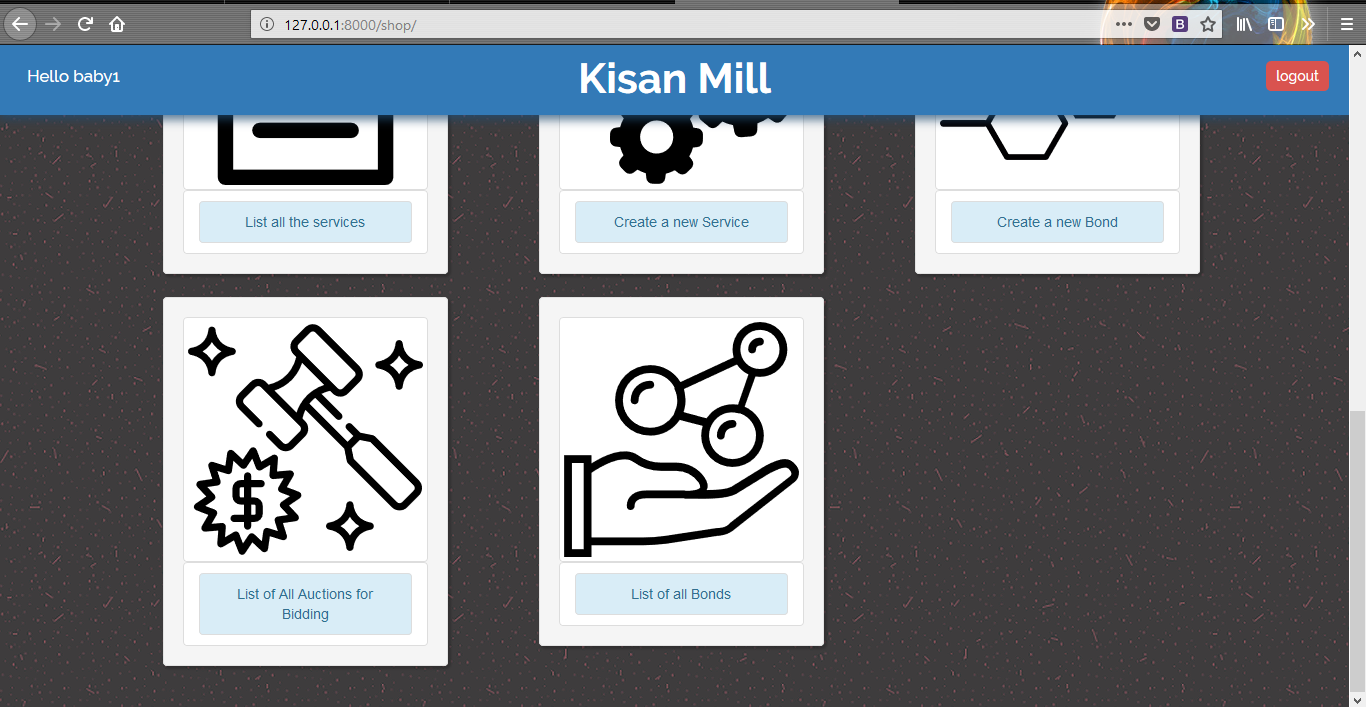 127.0.0.1:8000/shop/
B
Hello baby1
Kisan Mill
logout
List all the services
Create a new Service
Create a new Bond
$
List of All Auctions for
Bidding
List of all Bonds